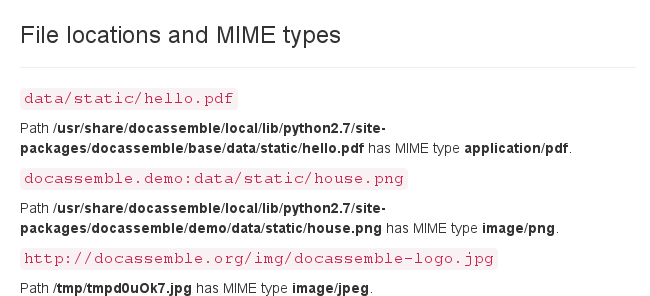 File locations and MIME types
data/static/hello.pdf
Path /usr/share/docassemble/local/lib/python2.7/site-
packages/docassemble/base/data/static/hello.pdf has MIME type application/pdf.
docassemble.demo:data/static/house.png
Path /usr/share/docassemble/local/lib/python2.7/site-
packages/docassemble/demo/data/static/house.png has MIME type image/png.
http://docassemble.org/img/docassemble-logo.jpg
Path /tmp/tmpd0uOk7.jpg has MIME type image/jpeg.